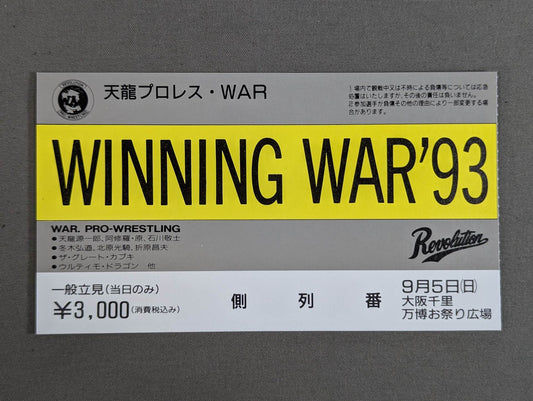 天龍プロレス・WAR
1 場内で観戦中又は不時による負傷等については応急
処置はいたしますが、その後の責任は負いません。
2 参加選手が負傷その他の理由により一部変更する場
合があります。
WINNING WAR'93
WAR. PRO-WRESTLING
●天龍源一郎、阿修羅・原、石川敬士
●冬木弘道、北原光騎、折原昌夫
●ザ・グレート・カブキ
●ウルティモ・ドラゴン 他
Revolution
一般立見(当日のみ)
¥3,000(消費税込み)
側 列 番
9月5日(日)
大阪千里
万博お祭り広場